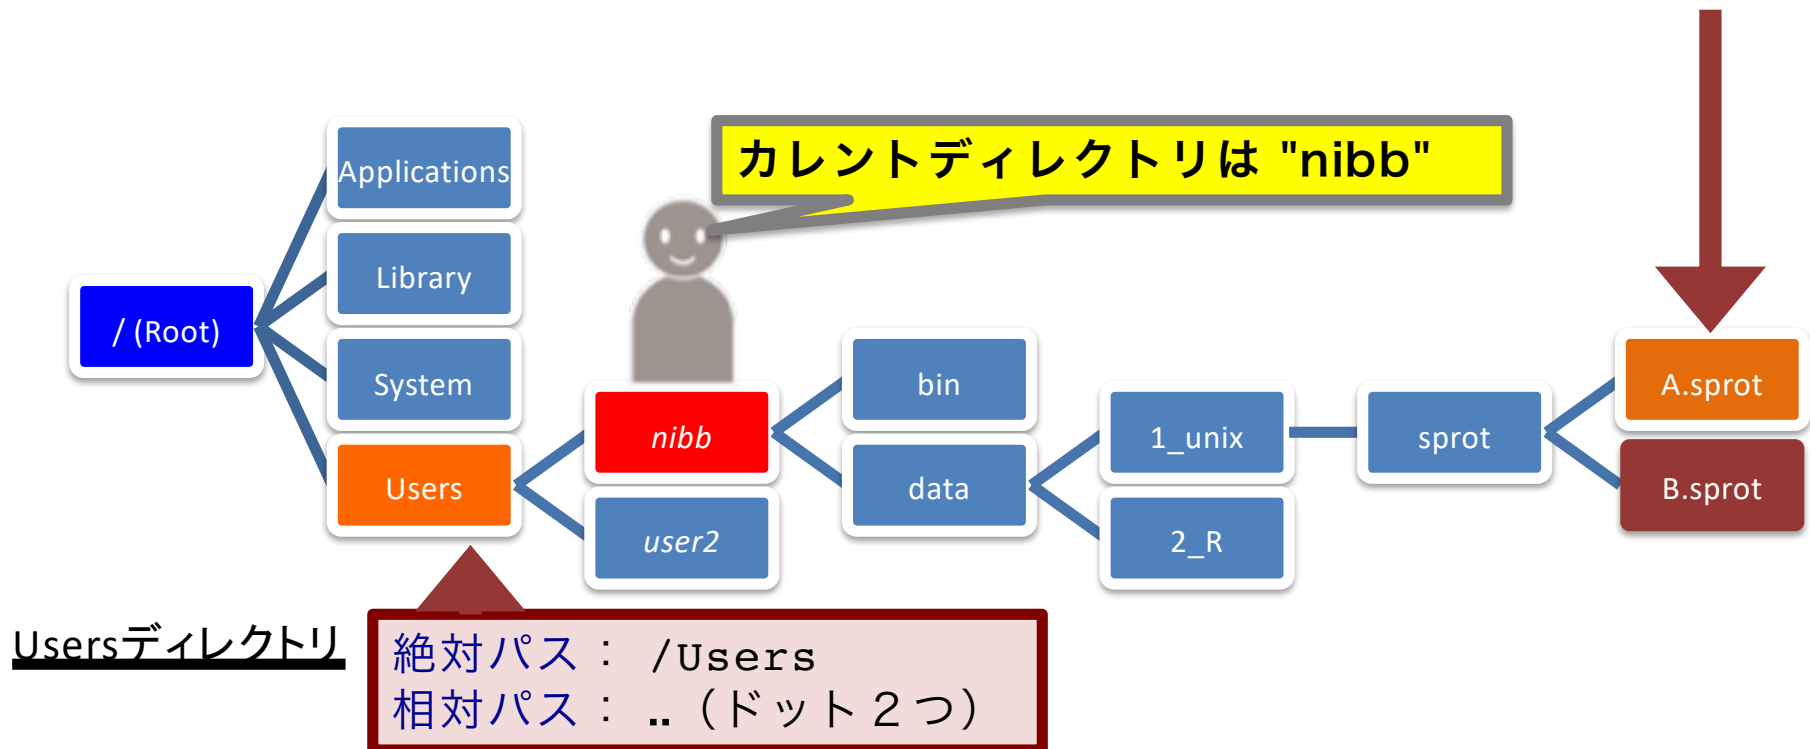 カレントディレクトリは "nibb"
Applications
Library
/ (Root)
System
Users
nibb
user2
bin
data
1_unix
2_R
sprot
A.sprot
B.sprot
Usersディレクトリ
絶対パス： /Users
相対パス： ..（ドット２つ）